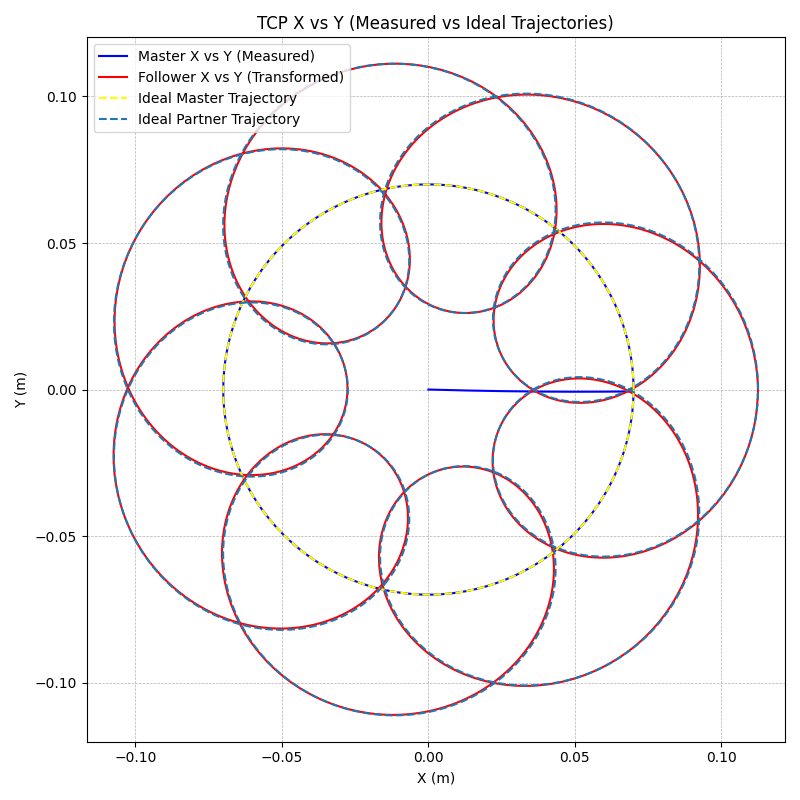 TCP X vs Y (Measured vs Ideal Trajectories)
Master X vs Y (Measured)
Follower X vs Y (Transformed)
Ideal Master Trajectory
Ideal Partner Trajectory
0.10
0.05
0.00
−0.05
−0.10
Y (m)
−0.10
−0.05
0.00
0.05
0.10
X (m)